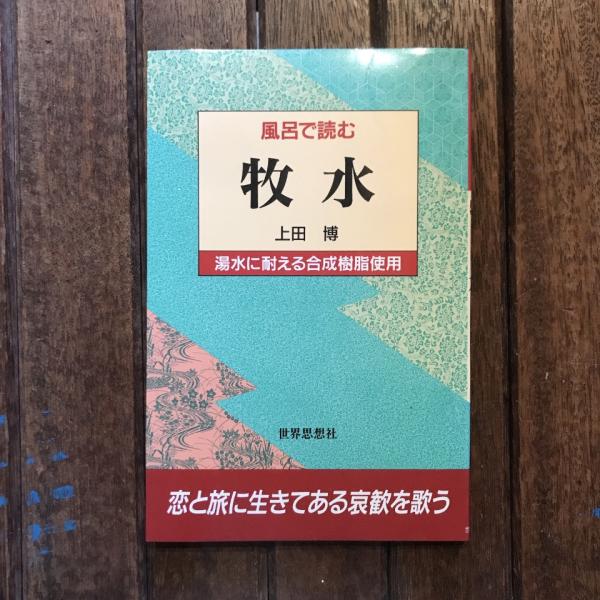 風呂で読む
牧水
上田 博
湯水に耐える合成樹脂使用
世界思想社
恋と旅に生きてある哀歓を歌う